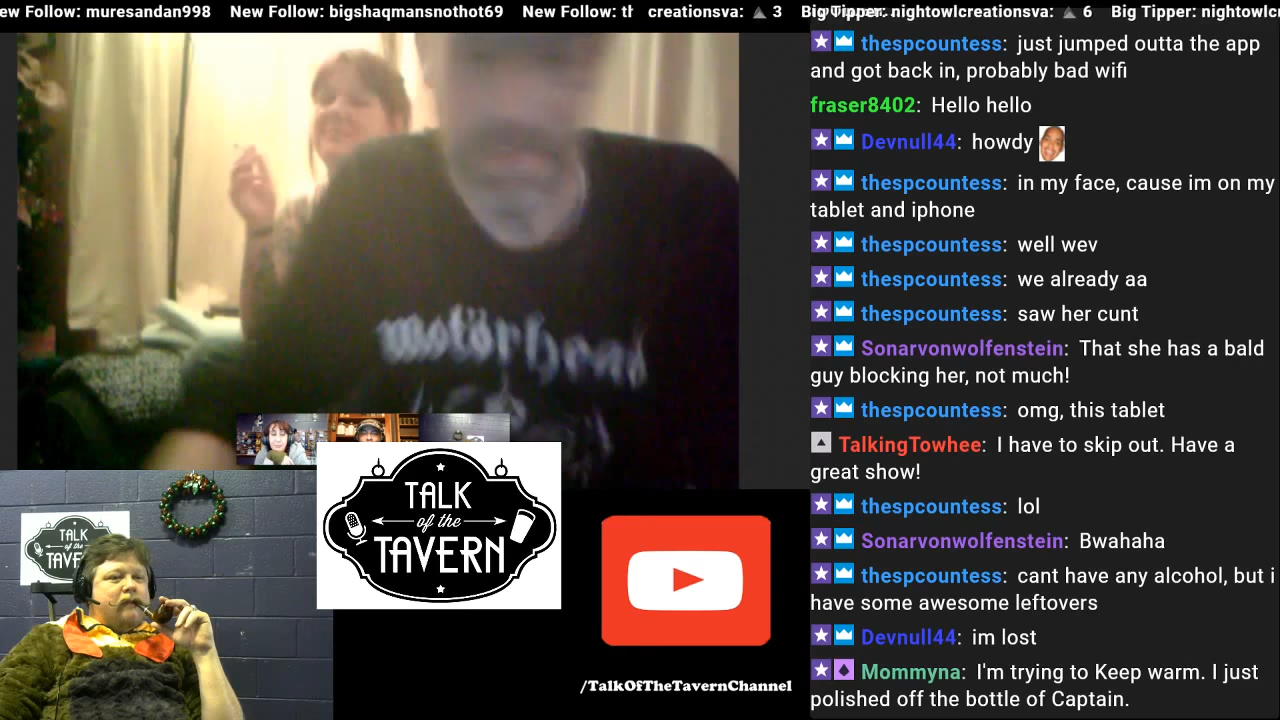 ew Follow: muresandan998 New Follow: bigshaqmansnothot69 New Follow: th creationsva: 3 Big Tipper: nightowlcreationsva: 6 Big Tipper: nightowlc
thespcountess: just jumped outta the app
and got back in, probably bad wifi
fraser8402: Hello hello
Devnull44: howdy
thespcountess: in my face, cause im on my
tablet and iphone
thespcountess: well wev
thespcountess: we already aa
thespcountess: saw her cunt
Sonarvonwolfenstein: That she has a bald
guy blocking her, not much!
thespcountess: omg, this tablet
TalkingTowhee: I have to skip out. Have a
great show!
thespcountess: lol
Sonarvonwolfenstein: Bwahaha
thespcountess: cant have any alcohol, but i
have some awesome leftovers
Devnull44: im lost
Mommyna: I'm trying to Keep warm. I just
polished off the bottle of Captain.
motörhead
TALK
of the
TAVERN
TALK
of the
TAVE
/TalkOfTheTavernChannel